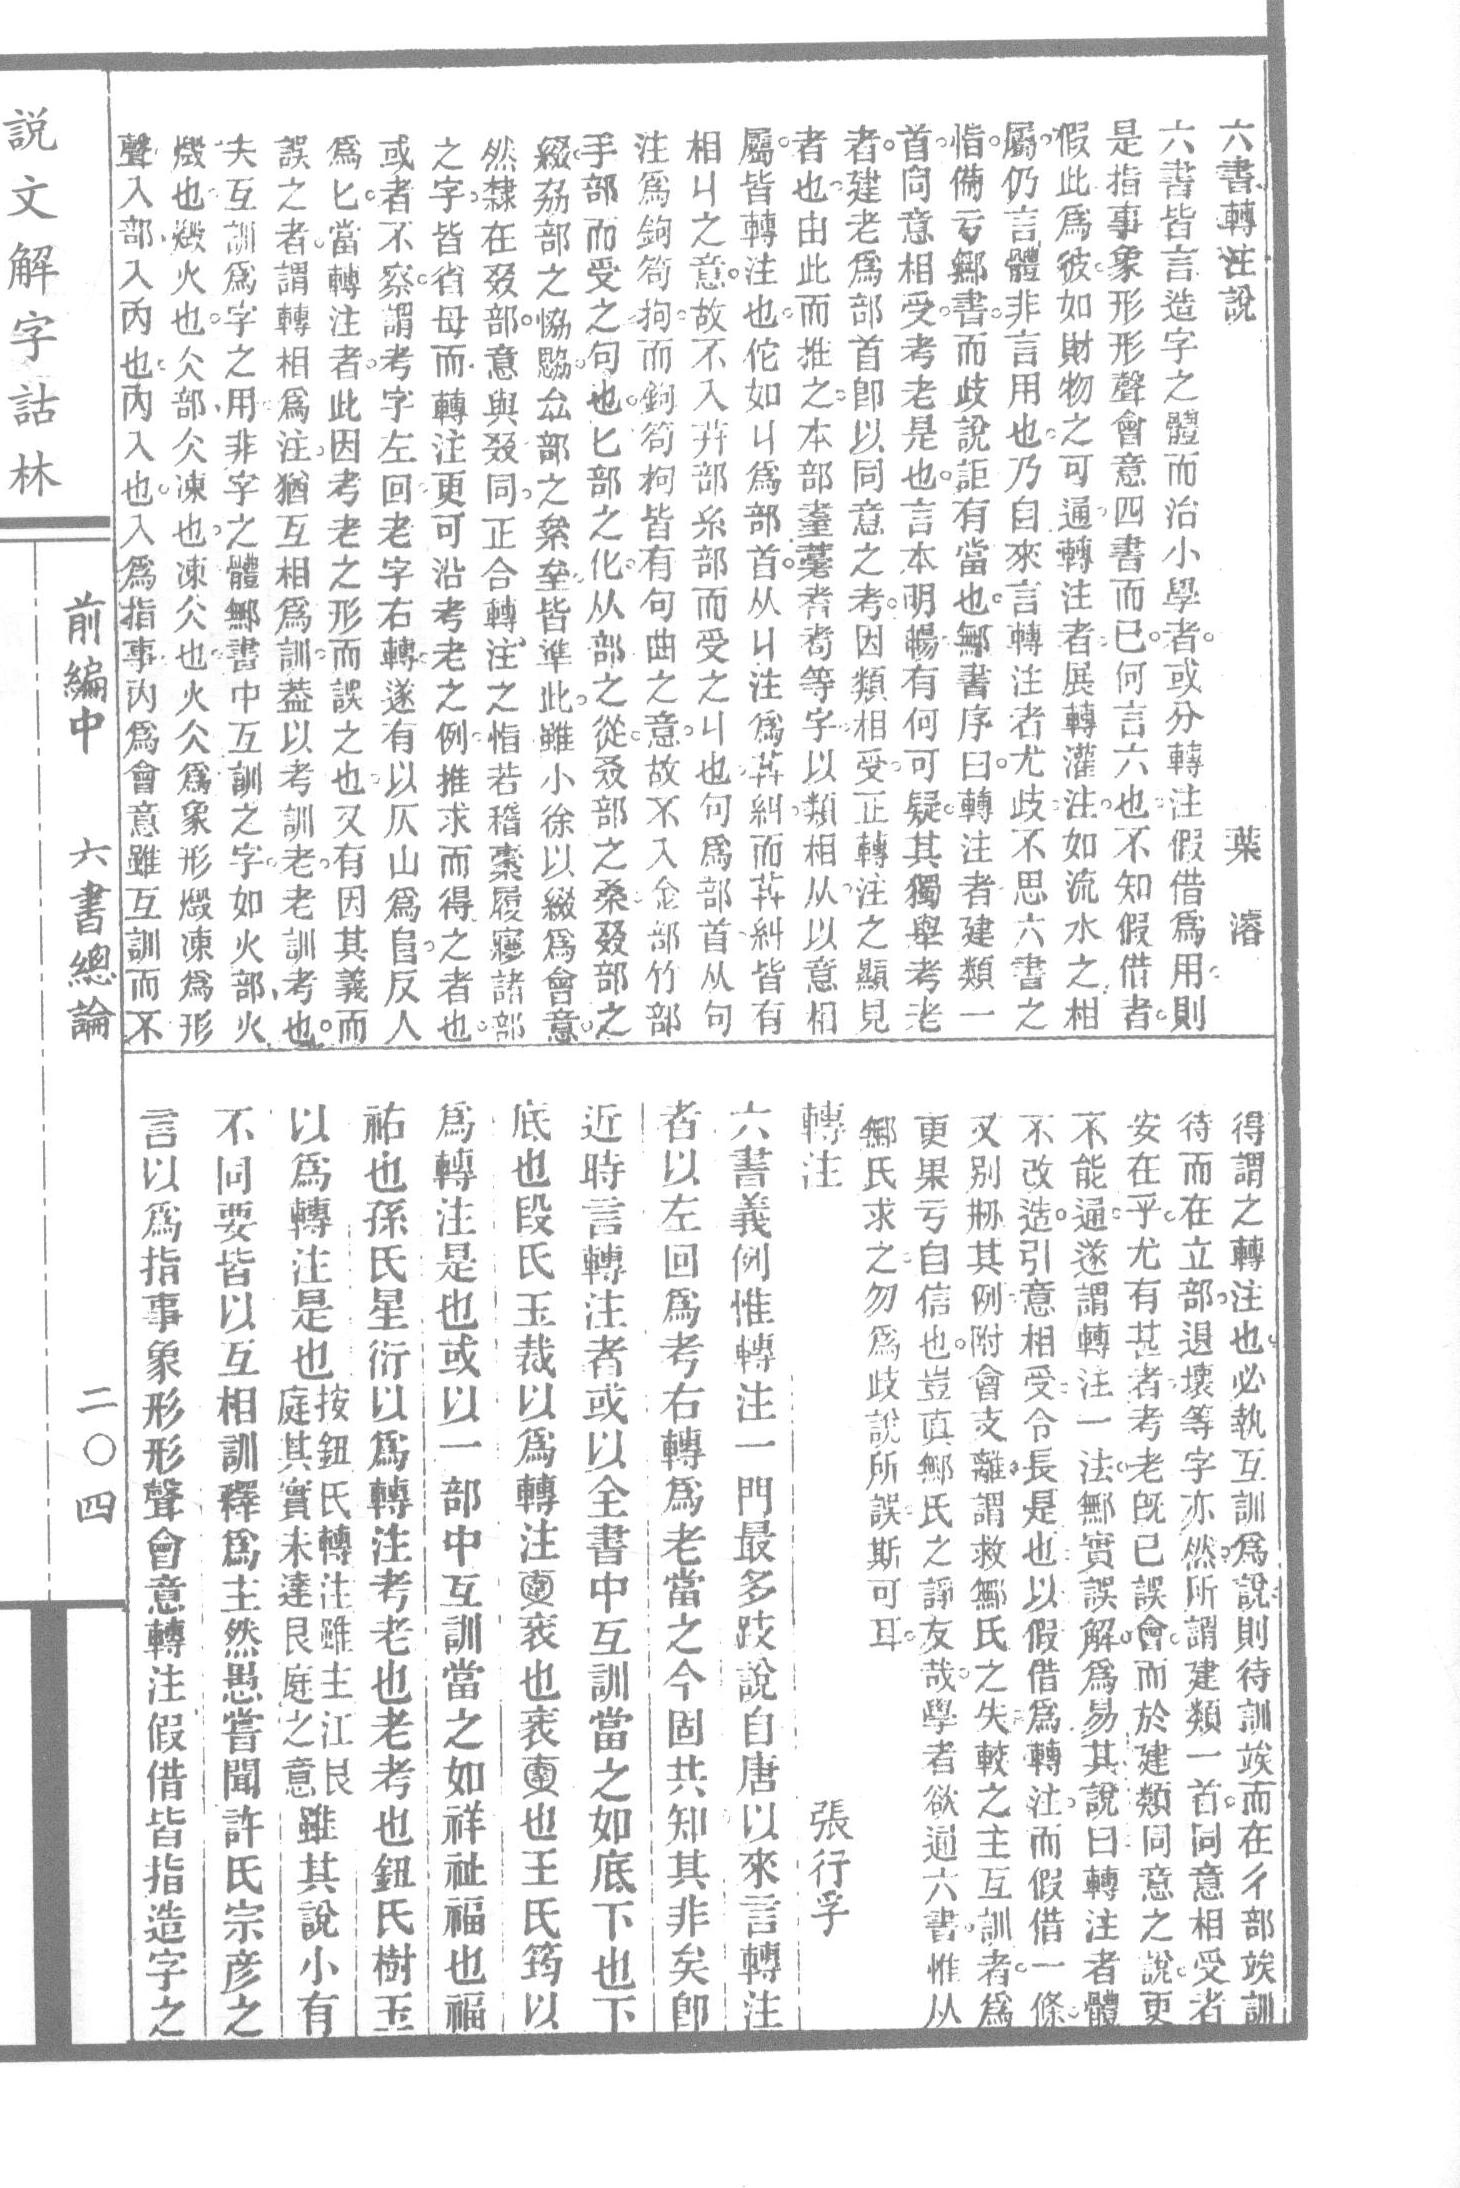 六書轉注說
葉濬
六書皆言造字之體而治小學者或分轉注假借爲用則
是指事象形形聲會意四書而已何言六也不知假借者
假此爲彼如財物之可通轉注者展轉灌注如流水之相
屬仍言體非言用也乃自來言轉注者尤歧不思六書之
恉備亏鄦書而歧說詎有當也鄦書序曰轉注者建類一
首同意相受考老是也言本明暢有何可疑其獨舉考老
者建老爲部首卽以同意之考因類相受正轉注之顯見
者也由此而推之本部耋耄耆耉等字以類相从以意相
屬皆轉注也佗如丩爲部首从丩注爲茻糾而茻糾皆有
相丩之意故不入茻部糸部而受之丩也句爲部首从句
注爲鉤笱拘而鉤笱拘皆有句曲之意故不入金部竹部
手部而受之句也匕部之化从部之從叒部之桑叕部之
綴劦部之恊勰厽部之絫垒皆準此雖小徐以綴爲會意
然隸在叕部意與叕同正合轉注之恉若稽橐履寢諸部
之字皆省母而轉注更可沿考老之例推求而得之者也
或者不察謂考字左回老字右轉遂有以仄山爲𨸏反人
爲匕當轉注者此因考老之形而誤之也又有因其義而
誤之者謂轉相爲注猶互相爲訓葢以考訓老老訓考也
夫互訓爲字之用非字之體鄦書中互訓之字如火部火
燬也燬火也仌部仌凍也凍仌也火仌爲象形燬凍爲形
聲入部入內也內入也入爲指事內爲會意雖互訓而不
得謂之轉注也必執互訓爲說則待訓竢而在彳部竢訓
待而在立部退壞等字亦然所謂建類一首同意相受者
安在乎尤有甚者考老旣已誤會而於建類同意之說更
不能通遂謂轉注一法鄦實誤解爲易其說曰轉注者體
不改造引意相受令長是也以假借爲轉注而假借一條
又別叛其例附會支離謂救鄦氏之失較之主互訓者爲
更果亏自信也豈真鄦氏之諍友哉學者欲通六書惟从
鄦氏求之勿爲歧說所誤斯可耳
轉注
張行孚
六書義例惟轉注一門最多歧說自唐以來言轉注
者以左回爲考右轉爲老當之今固共知其非矣卽
近時言轉注者或以全書中互訓當之如底下也下
底也段氏玉裁以爲轉注𡆵衺也衺𡆵也王氏筠以
爲轉注是也或以一部中互訓當之如祥祉福也福
祐也孫氏星衍以爲轉注考老也老考也鈕氏樹玉
以爲轉注是也按鈕氏轉注雖主江艮庭其實未達艮庭之意雖其說小有
不同要皆以互相訓釋爲主然愚嘗聞許氏宗彥之
言以爲指事象形形聲會意轉注假借皆指造字之
說文解字詁林
前編中
六書總論
二〇四